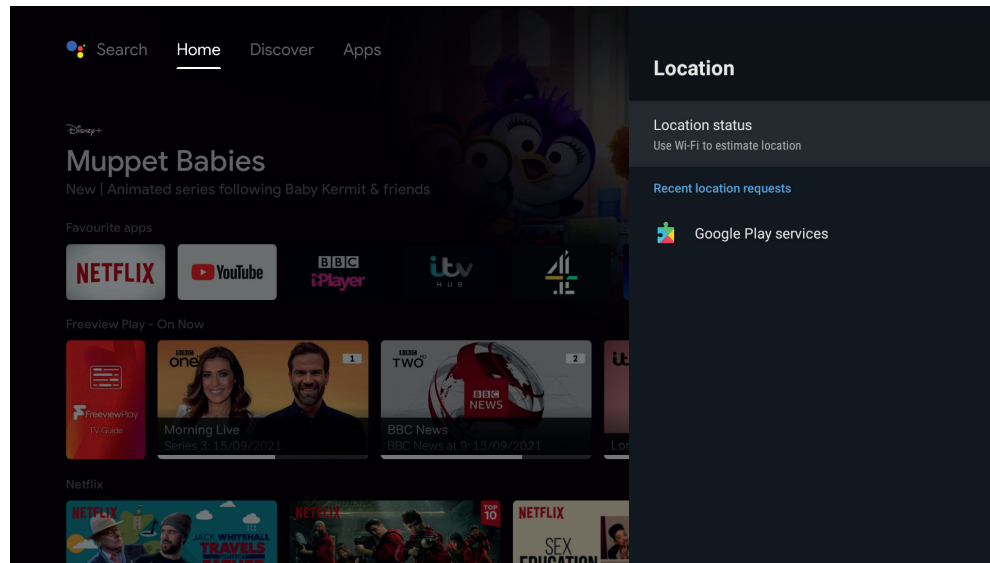 Search Home Discover Apps
Disney+
Muppet Babies
New | Animated series following Baby Kermit & friends
Favourite apps
NETFLIX
YouTube
BBC
iPlayer
itv
HUB
4
Freeview Play - On Now
FreeviewPlay
TV Guide
BBC
one
1
Morning Live
Series 3: 15/09/2021
BBC
TWO HD
2
BBC
NEWS
BBC News
BBC News at 9: 15/09/2021
Netflix
NETFLIX
JACK WHITEHALL
TRAVELS
NETFLIX
TOP
10
NETFLIX
SEX
EDUCATION
Location
Location status
Use Wi-Fi to estimate location
Recent location requests
Google Play services